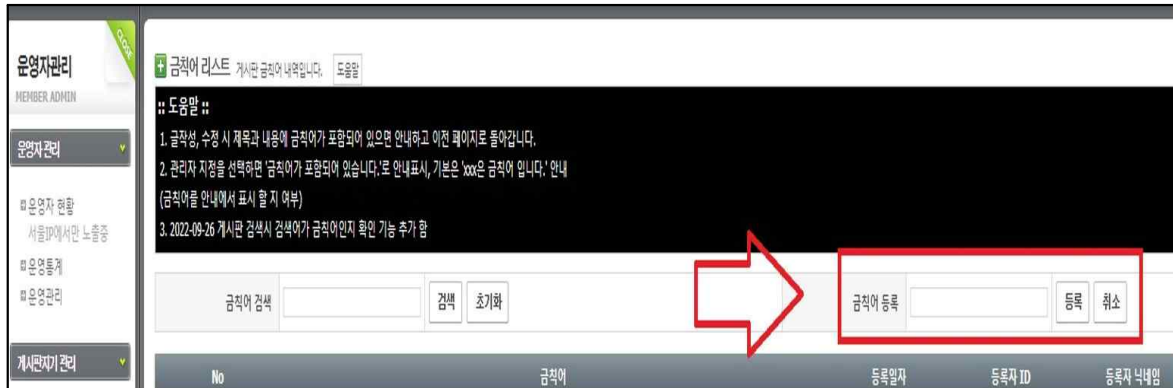 CLOSE
운영자관리
MEMBER ADMIN
운영자 관리
운영자 현황
서울IP에서만 노출중
운영통계
운영관리
게시판지기 관리
금칙어 리스트 게시판 금칙어 내역입니다. 도움말
:: 도움말 ::
1. 글작성, 수정 시 제목과 내용에 금칙어가 포함되어 있으면 안내하고 이전 페이지로 돌아갑니다.
2. 관리자 지정을 선택하면 '금칙어가 포함되어 있습니다.'로 안내표시, 기본은 'xxx은 금칙어 입니다.' 안내
(금칙어를 안내에서 표시 할 지 여부)
3. 2022-09-26 게시판 검색시 검색어가 금칙어인지 확인 기능 추가 함
금칙어 검색 검색 초기화 금칙어 등록 등록 취소
No 금칙어 등록일자 등록자 ID 등록자 닉네임